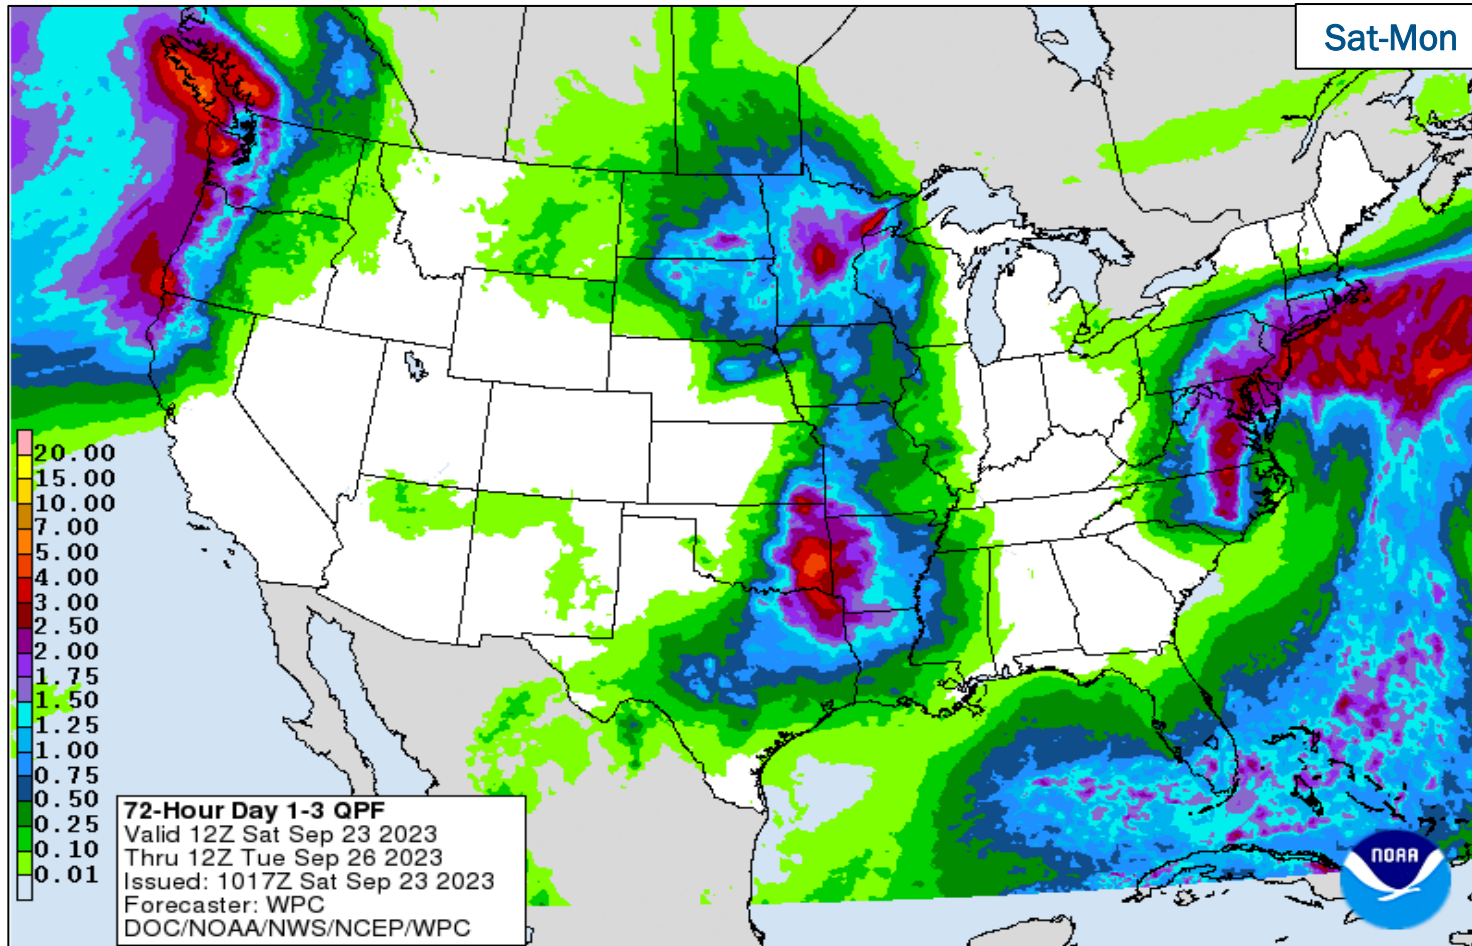 Sat-Mon
20.00
15.00
10.00
7.00
5.00
4.00
3.00
2.50
2.00
1.75
1.50
1.25
1.00
0.75
0.50
0.25
0.10
0.01
72-Hour Day 1-3 QPF
Valid 12Z Sat Sep 23 2023
Thru 12Z Tue Sep 26 2023
Issued: 1017Z Sat Sep 23 2023
Forecaster: WPC
DOC/NOAA/NWS/NCEP/WPC
NOAA